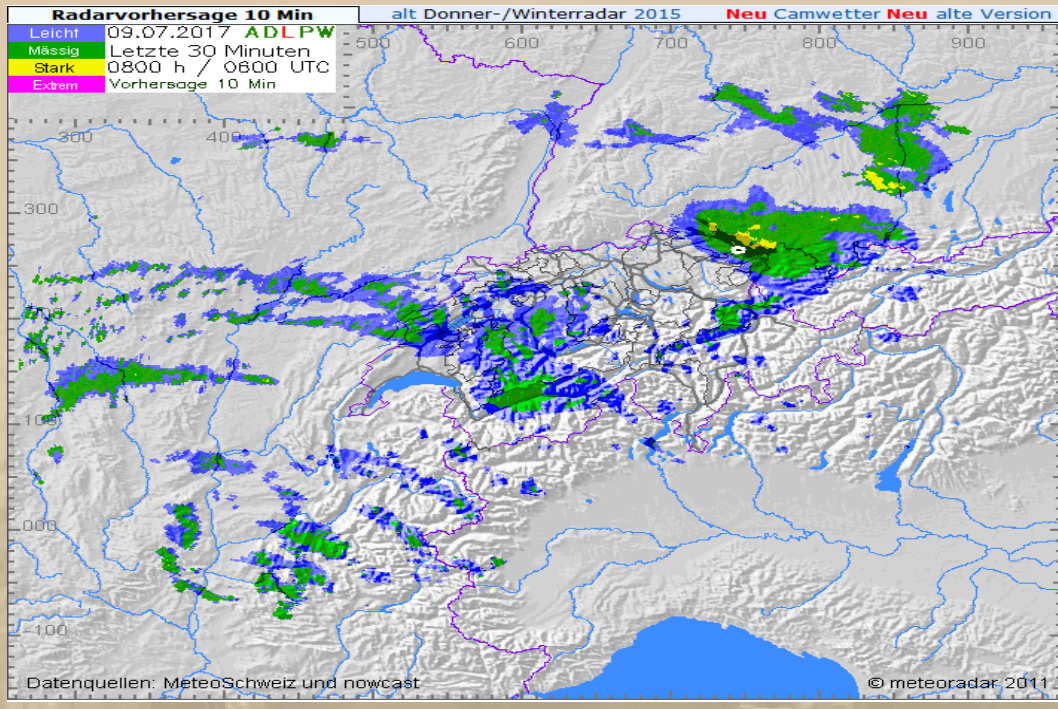 Radarvorhersage 10 Min alt Donner-/Winterradar 2015 Neu Camwetter Neu alte Version
Leicht 09.07.2017 ADLPW
Mässig Letzte 30 Minuten
Stark 0800 h / 0600 UTC
Extrem Vorhersage 10 Min
500 600 700 800 900
300 400
300
100
000
-100
Datenquellen: MeteoSchweiz und nowcast © meteoradar 2011